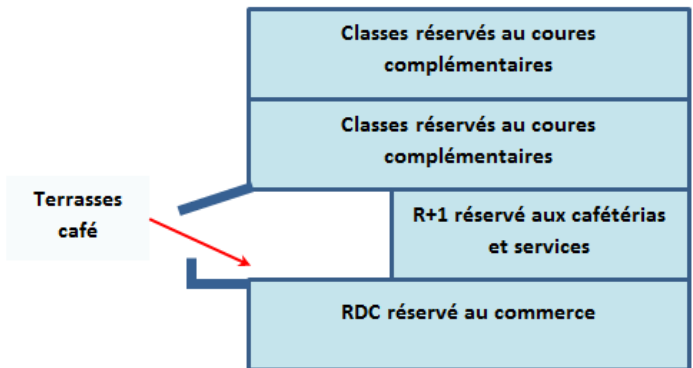 Classes réservés au coures
complémentaires
Classes réservés au coures
complémentaires
Terrasses
café
R+1 réservé aux cafétérias
et services
RDC réservé au commerce